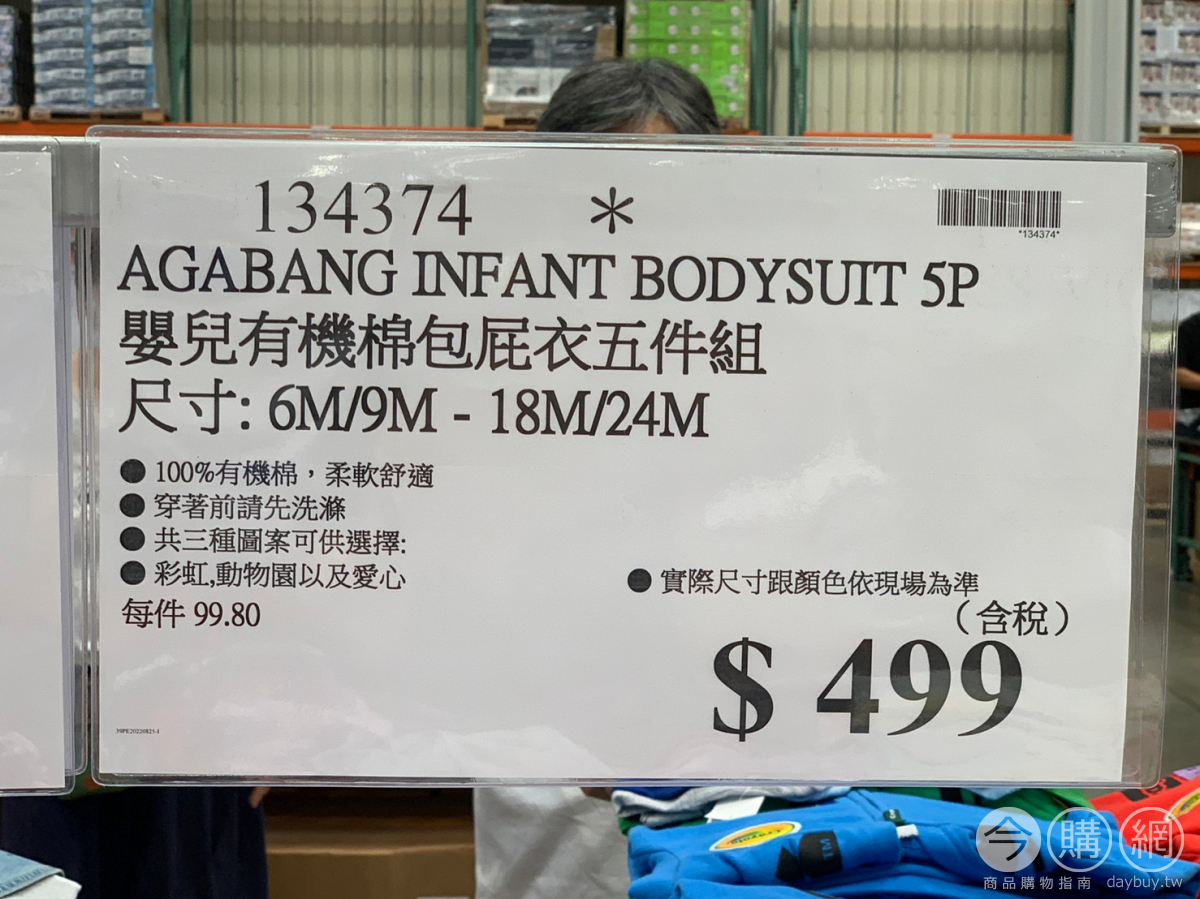 134374 *
*134374*
AGABANG INFANT BODYSUIT 5P
嬰兒有機棉包屁衣五件組
尺寸: 6M/9M - 18M/24M
● 100%有機棉，柔軟舒適
● 穿著前請先洗滌
● 共三種圖案可供選擇:
● 彩虹,動物園以及愛心
每件 99.80
● 實際尺寸跟顏色依現場為準
（含稅）
$ 499
39PE20220825-1
Crayola
TM
今購網
商品購物指南 daybuy.tw